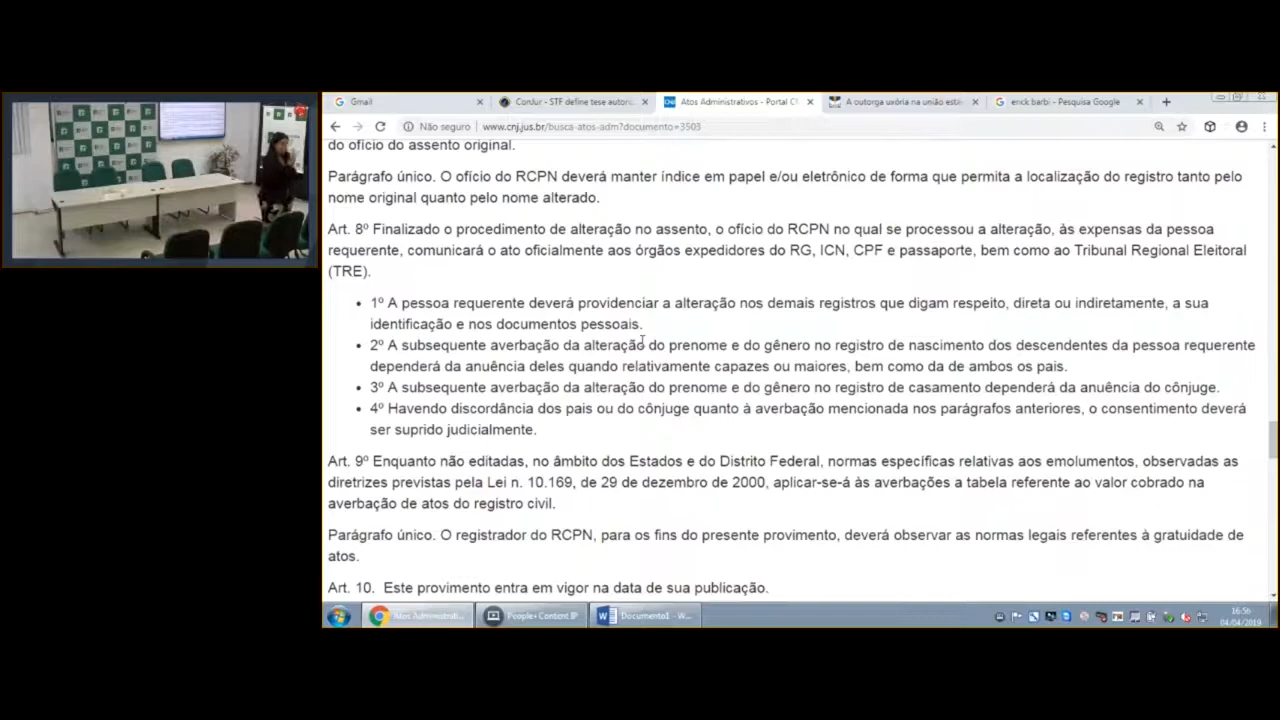 Gmail
ConJur - STF define tese autori
Atos Administrativos - Portal C
A outorga uxória na união est
erick barbi - Pesquisa Google
Não seguro
www.cnj.jus.br/busca-atos-adm?documento=3503
do ofício do assento original.
Parágrafo único. O ofício do RCPN deverá manter índice em papel e/ou eletrônico de forma que permita a localização do registro tanto pelo
nome original quanto pelo nome alterado.
Art. 8º Finalizado o procedimento de alteração no assento, o ofício do RCPN no qual se processou a alteração, às expensas da pessoa
requerente, comunicará o ato oficialmente aos órgãos expedidores do RG, ICN, CPF e passaporte, bem como ao Tribunal Regional Eleitoral
(TRE).
• 1º A pessoa requerente deverá providenciar a alteração nos demais registros que digam respeito, direta ou indiretamente, a sua
identificação e nos documentos pessoais.
• 2º A subsequente averbação da alteração do prenome e do gênero no registro de nascimento dos descendentes da pessoa requerente
dependerá da anuência deles quando relativamente capazes ou maiores, bem como da de ambos os pais.
• 3º A subsequente averbação da alteração do prenome e do gênero no registro de casamento dependerá da anuência do cônjuge.
• 4º Havendo discordância dos pais ou do cônjuge quanto à averbação mencionada nos parágrafos anteriores, o consentimento deverá
ser suprido judicialmente.
Art. 9º Enquanto não editadas, no âmbito dos Estados e do Distrito Federal, normas específicas relativas aos emolumentos, observadas as
diretrizes previstas pela Lei n. 10.169, de 29 de dezembro de 2000, aplicar-se-á às averbações a tabela referente ao valor cobrado na
averbação de atos do registro civil.
Parágrafo único. O registrador do RCPN, para os fins do presente provimento, deverá observar as normas legais referentes à gratuidade de
atos.
Art. 10. Este provimento entra em vigor na data de sua publicação.
Atos Administrati...
People+ Content IP
Documento1 - W...
16:56
04/04/2019